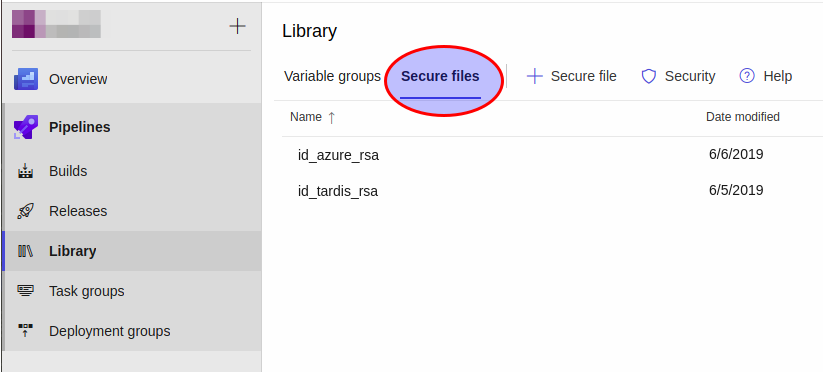 Overview
Pipelines
Builds
Releases
Library
Task groups
Deployment groups
Library
Variable groups Secure files + Secure file Security ? Help
Name ↑ Date modified
id_azure_rsa 6/6/2019
id_tardis_rsa 6/5/2019